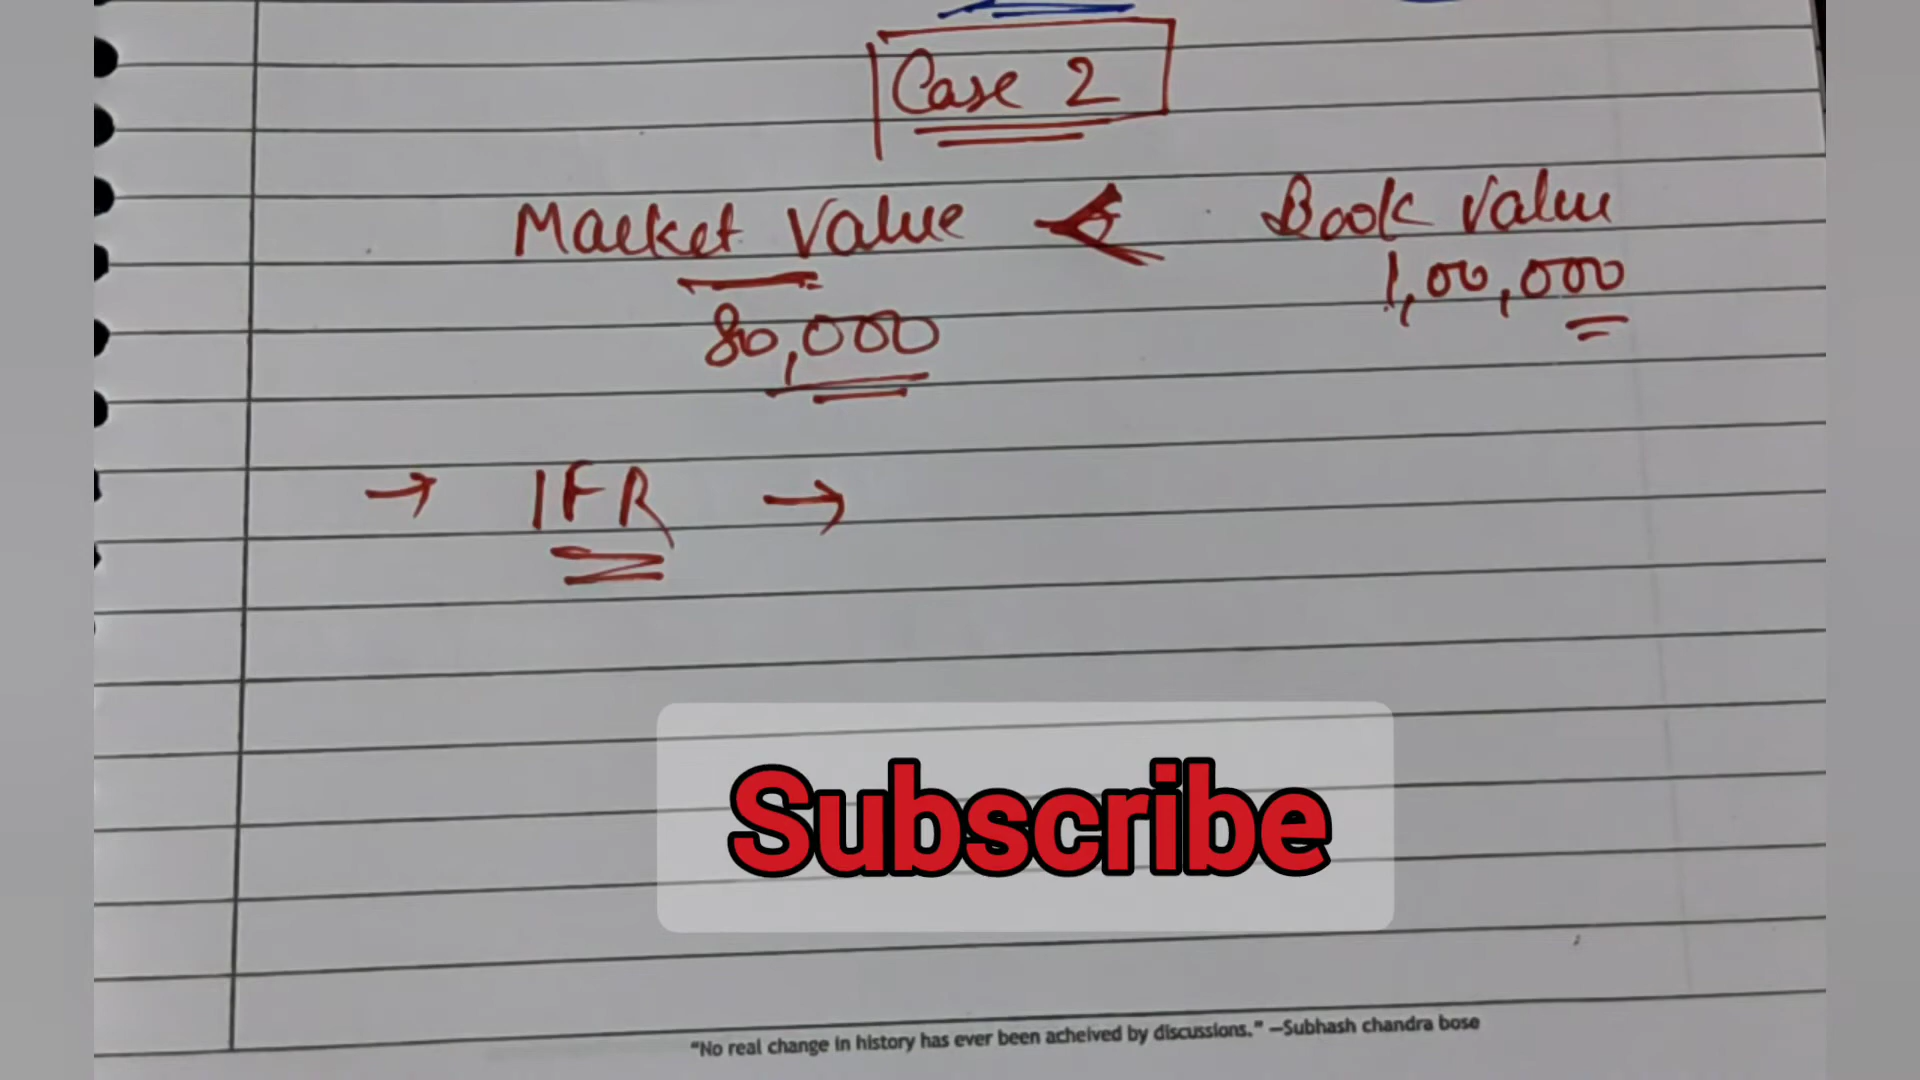 Case 2
Market Value < Book Value
80,000 1,00,000
→ IFR →
Subscribe
"No real change in history has ever been acheived by discussions." —Subhash chandra bose